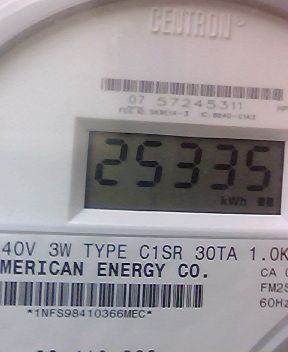 CENTRON®
07 57245311
25335
kWh
40V 3W TYPE C1SR 30TA 1.0K
MERICAN ENERGY CO.
CA
FM2S
60Hz
*1NFS98410366MEC*